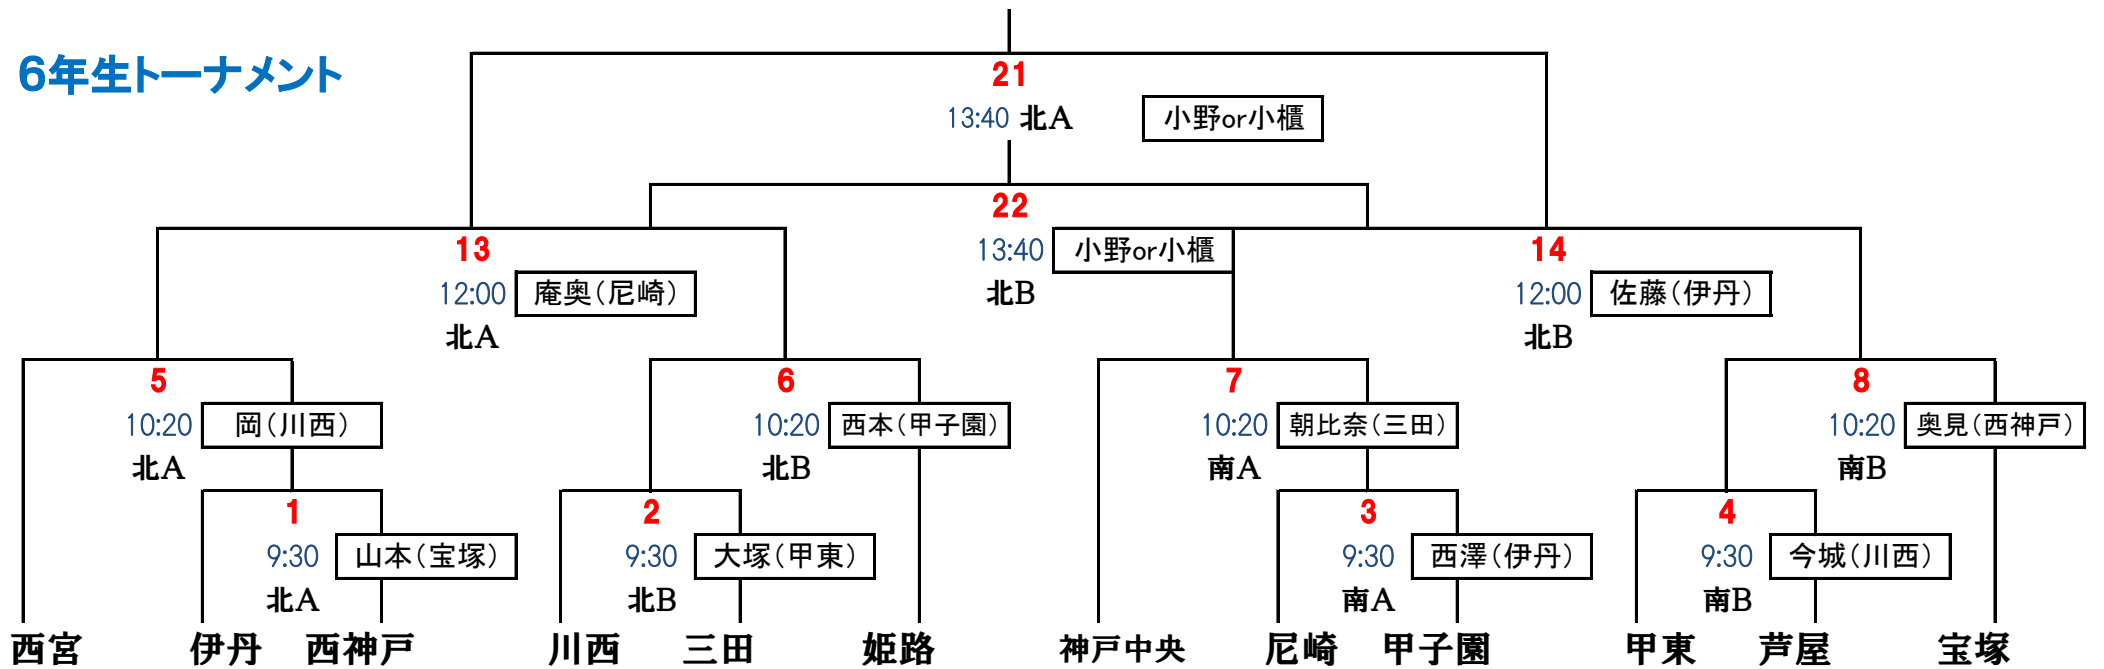 6年生トーナメント
21
13:40 北A 小野or小櫃
22
13:40 小野or小櫃
北B
13
12:00 庵奥(尼崎)
北A
14
12:00 佐藤(伊丹)
北B
5
10:20 岡(川西)
北A
6
10:20 西本(甲子園)
北B
7
10:20 朝比奈(三田)
南A
8
10:20 奥見(西神戸)
南B
1
9:30 山本(宝塚)
北A
2
9:30 大塚(甲東)
北B
3
9:30 西澤(伊丹)
南A
4
9:30 今城(川西)
南B
西宮 伊丹 西神戸 川西 三田 姫路 神戸中央 尼崎 甲子園 甲東 芦屋 宝塚